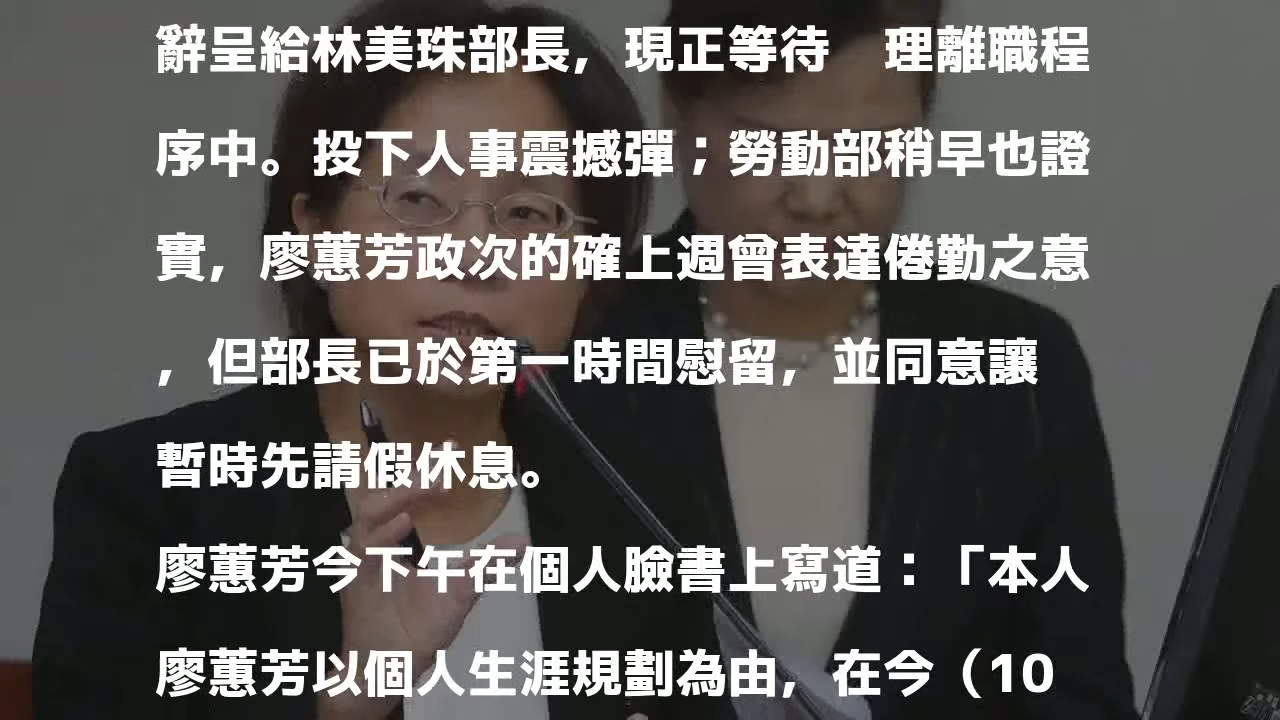 辭呈給林美珠部長，現正等待　理離職程
序中。投下人事震撼彈；勞動部稍早也證
實，廖蕙芳政次的確上週曾表達倦勤之意
，但部長已於第一時間慰留，並同意讓
暫時先請假休息。
廖蕙芳今下午在個人臉書上寫道：「本人
廖蕙芳以個人生涯規劃為由，在今（10